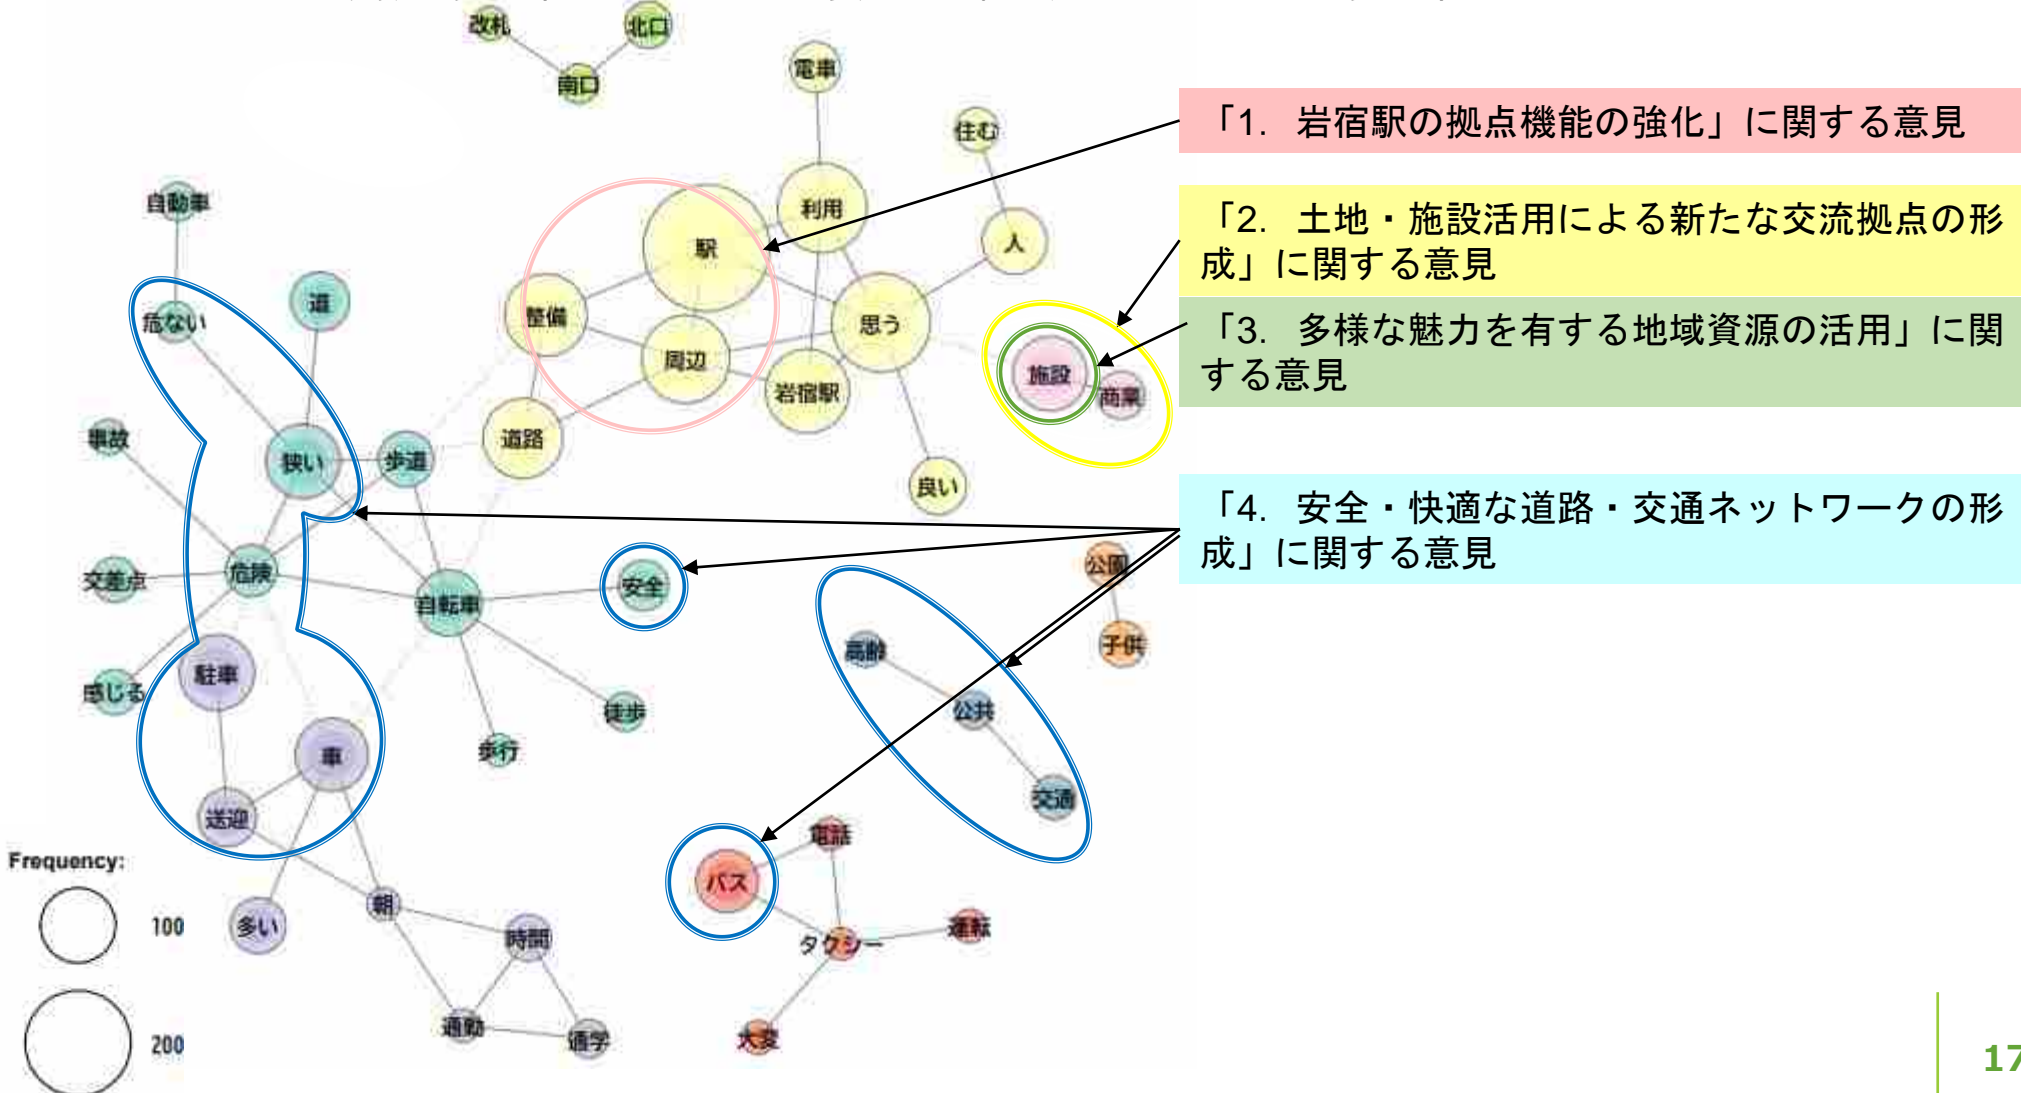 改札
北口
南口
電車
住む
自動車
利用
駅
人
危ない
道
整備
思う
周辺
岩宿駅
施設
商業
道路
事故
狭い
歩道
良い
交差点
危険
自転車
安全
公園
子供
高齢
公共
交通
感じる
駐車
徒歩
歩行
車
送迎
電話
バス
朝
多い
時間
タクシー
運転
通勤
通学
大変
Frequency:
100
200
「1. 岩宿駅の拠点機能の強化」に関する意見
「2. 土地・施設活用による新たな交流拠点の形
成」に関する意見
「3. 多様な魅力を有する地域資源の活用」に関
する意見
「4. 安全・快適な道路・交通ネットワークの形
成」に関する意見
17